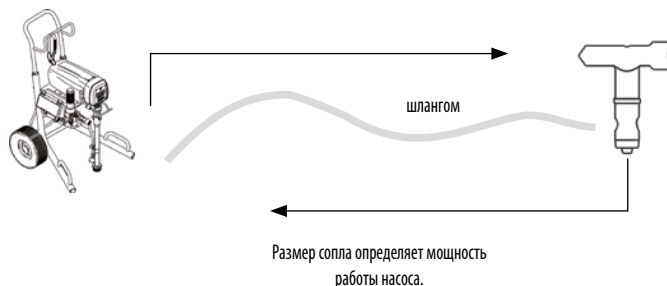 шлангом
Размер сопла определяет мощность
работы насоса.